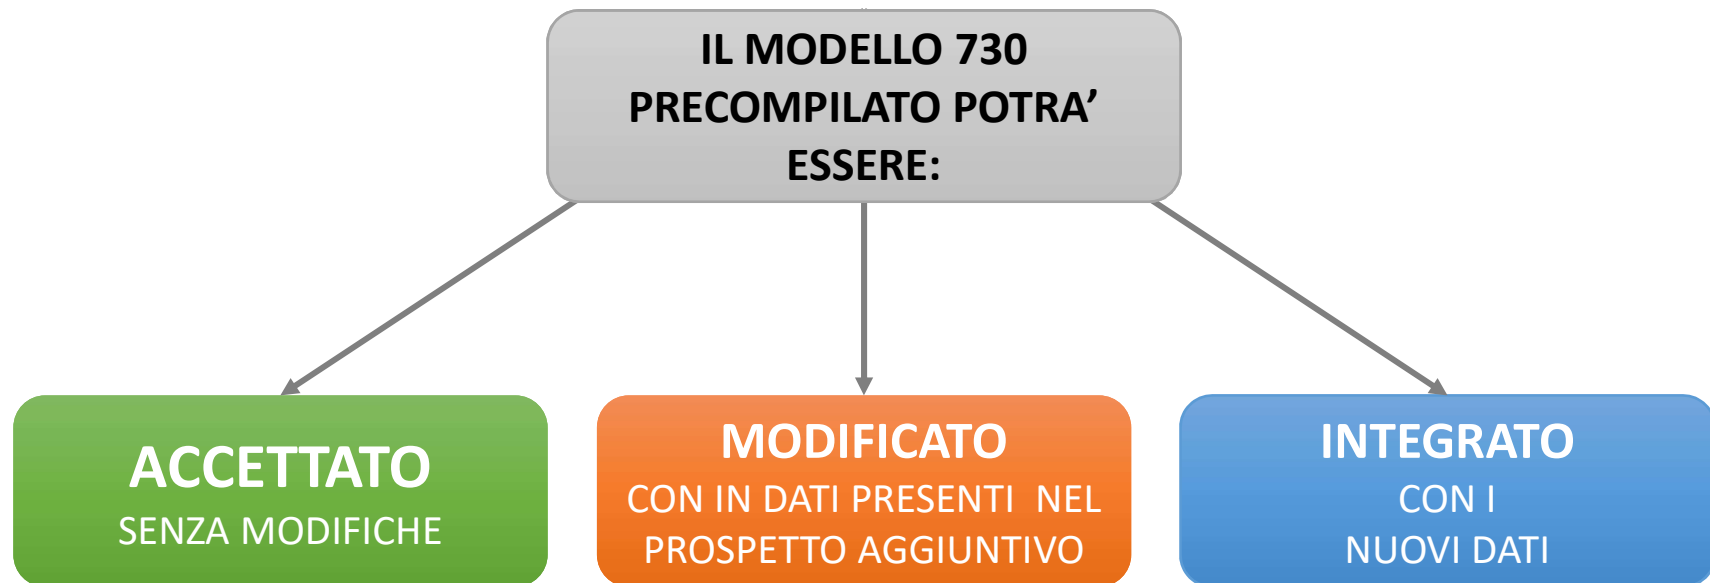 IL MODELLO 730
PRECOMPILATO POTRA’
ESSERE:
ACCETTATO
SENZA MODIFICHE
MODIFICATO
CON IN DATI PRESENTI  NEL
PROSPETTO AGGIUNTIVO
INTEGRATO
CON I
NUOVI DATI